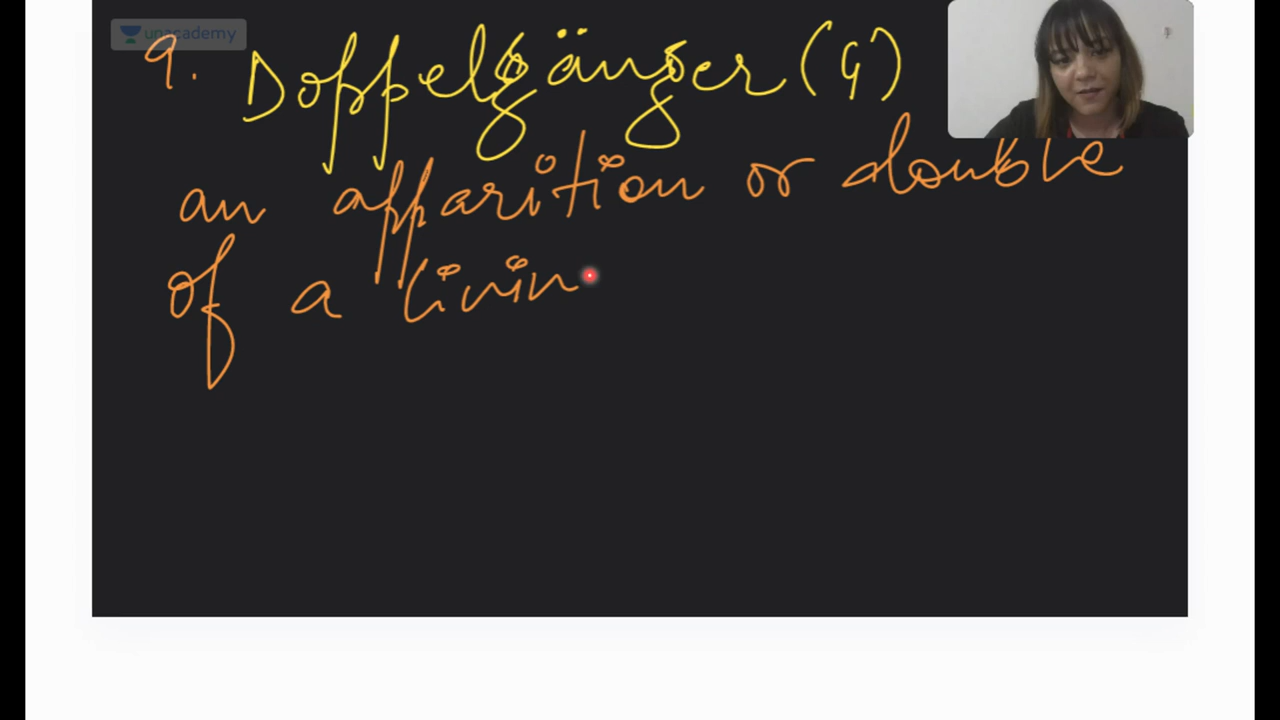 unacademy
9. Doppelgänger (G)
an apparition or double
of a livin